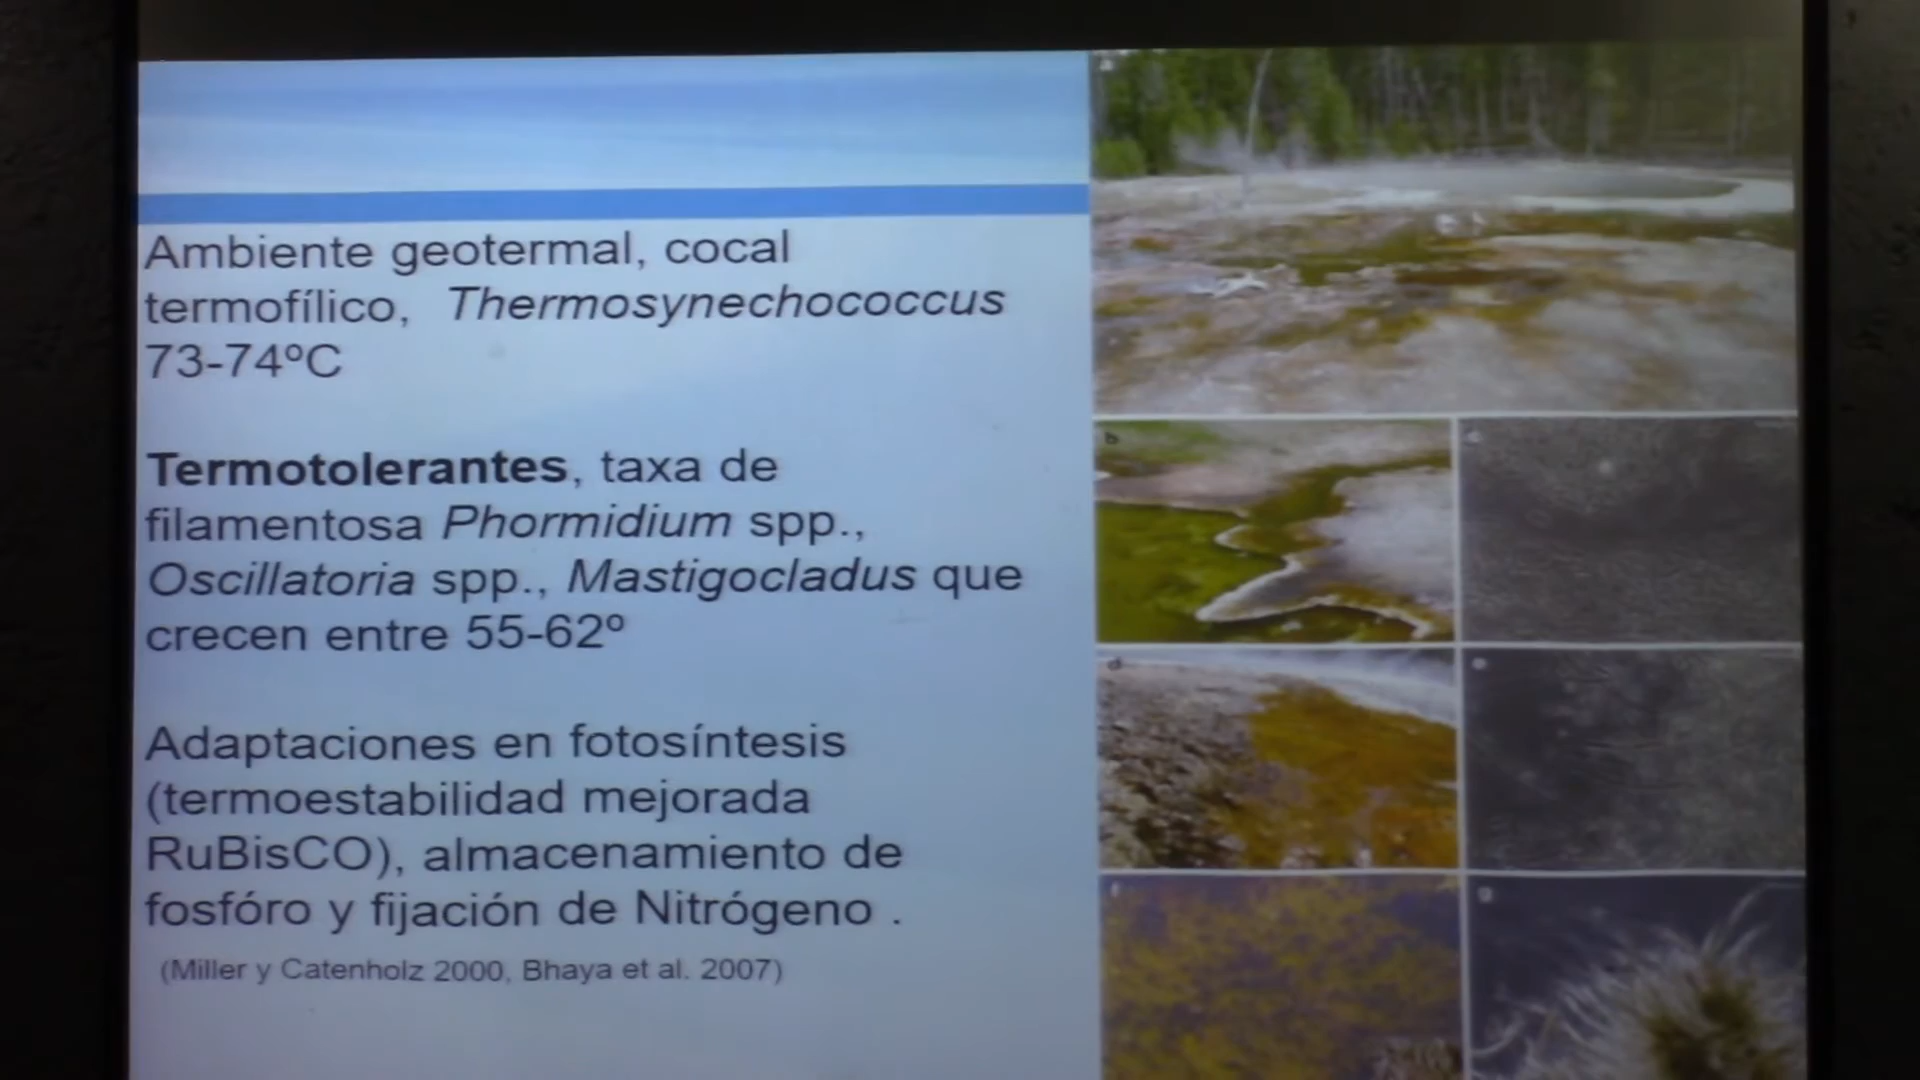 Ambiente geotermal, cocal
termofílico, Thermosynechococcus
73-74ºC
Termotolerantes, taxa de
filamentosa Phormidium spp.,
Oscillatoria spp., Mastigocladus que
crecen entre 55-62º
Adaptaciones en fotosíntesis
(termoestabilidad mejorada
RuBisCO), almacenamiento de
fosfóro y fijación de Nitrógeno .
(Miller y Catenholz 2000, Bhaya et al. 2007)
b
d
e
f
g